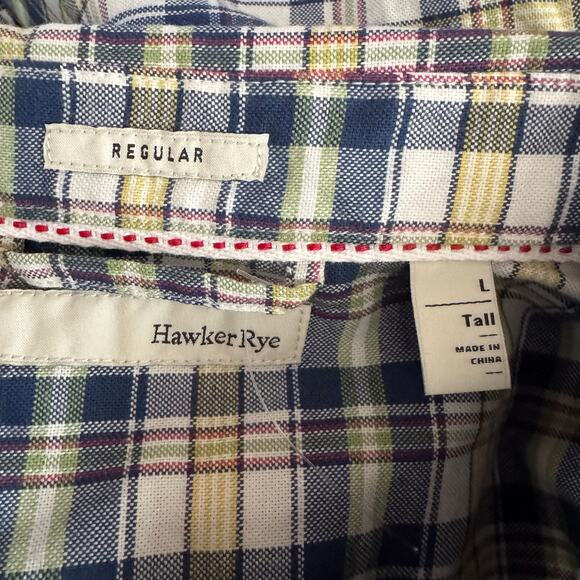 REGULAR
Hawker Rye
L
Tall
MADE IN
CHINA